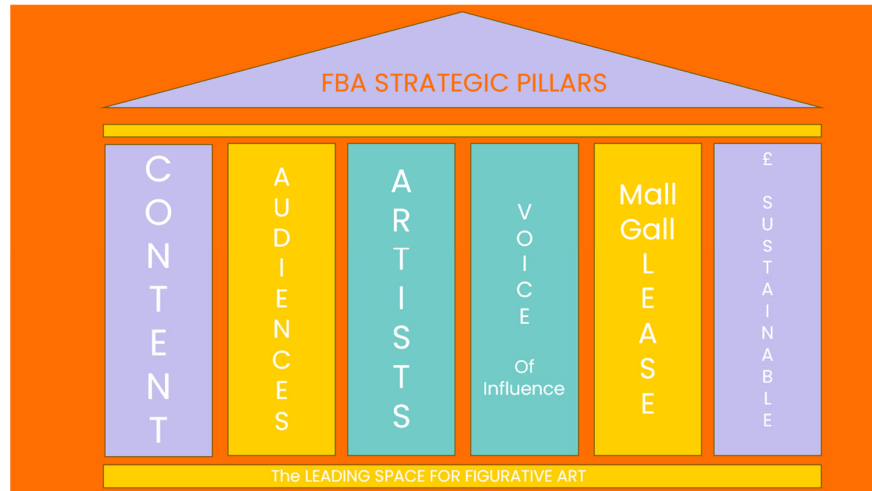 FBA STRATEGIC PILLARS
CONTENT
AUDIENCES
ARTISTS
VOICE
Of
Influence
Mall
Gall
LEASE
£ SUSTAINABLE
The LEADING SPACE FOR FIGURATIVE ART